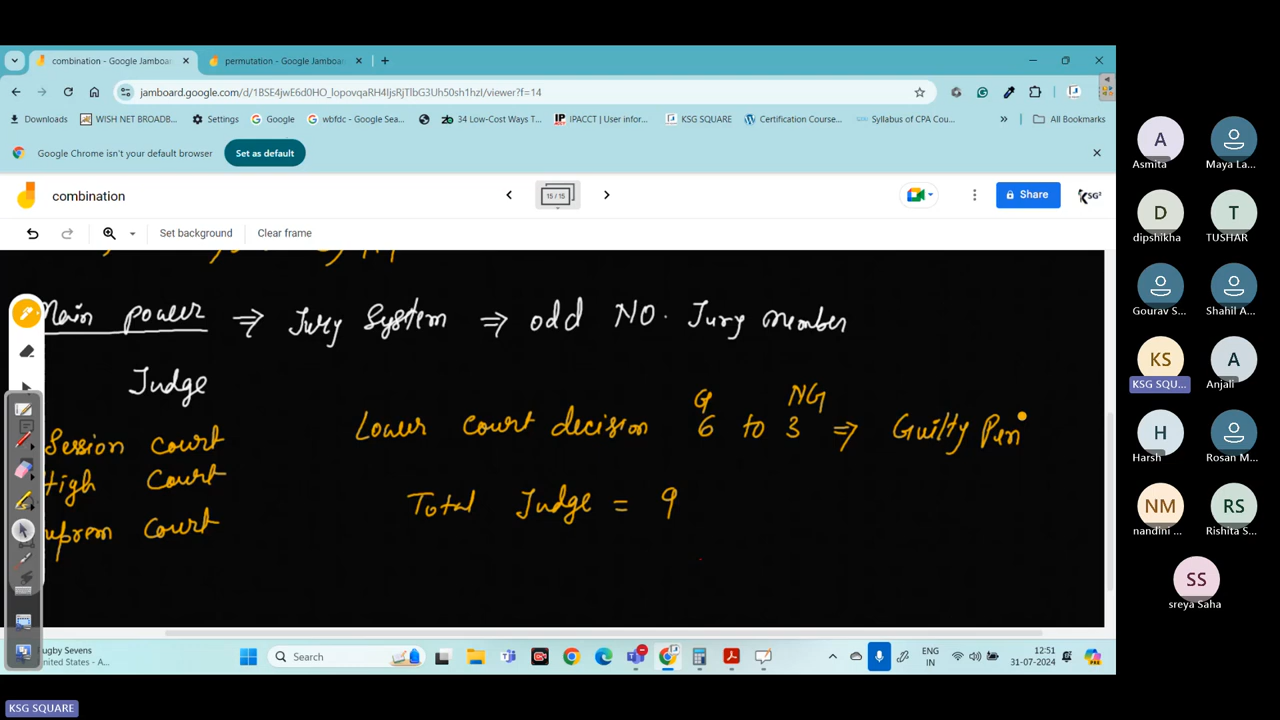 combination - Google Jamboar
permutation - Google Jamboar
jamboard.google.com/d/1BSE4jwE6d0HO_lopovqaRH4IjsRjTlbG3Uh50sh1hzI/viewer?f=14
Downloads
WISH NET BROADB...
Settings
Google
wbfdc - Google Sea...
34 Low-Cost Ways T...
IPACCT | User infor...
KSG SQUARE
Certification Course...
Syllabus of CPA Cou...
All Bookmarks
Google Chrome isn't your default browser
Set as default
combination
15 / 15
Share
Set background
Clear frame
Main power ⇒ Jury System ⇒ odd NO. Jury member
Judge
G NG
Lower court decision 6 to 3 ⇒ Guilty Pen
Session court
High Court
Total Judge = 9
uprem Court
Asmita
Maya La...
dipshikha
TUSHAR
Gourav S...
Shahil A...
KSG SQU...
Anjali
Harsh
Rosan M...
nandini
Rishita S...
sreya Saha
Rugby Sevens
United States - A...
Search
ENG
IN
12:51
31-07-2024
KSG SQUARE